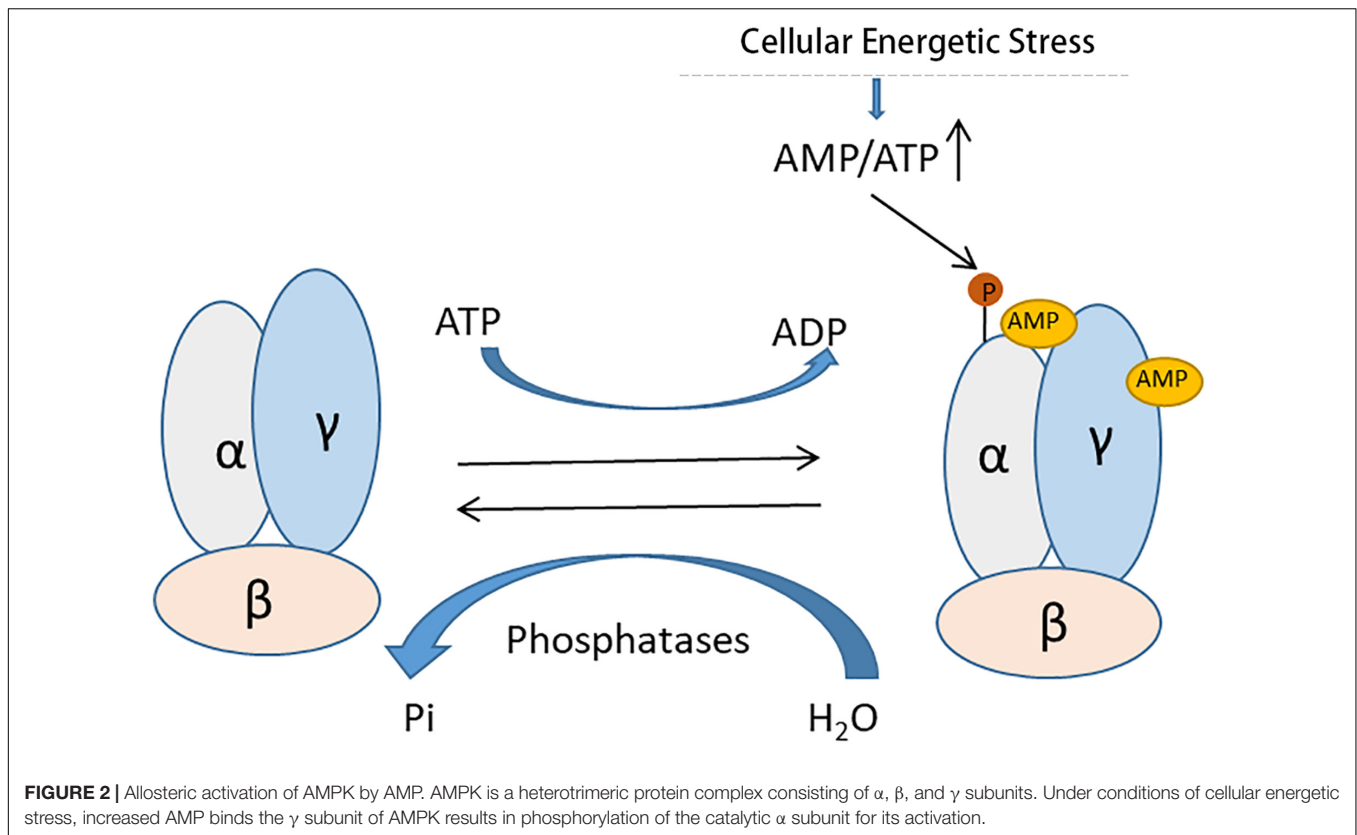 Cellular Energetic Stress
AMP/ATP
P
AMP
AMP
ATP
ADP
α
γ
β
α
γ
β
Phosphatases
Pi
H₂O
FIGURE 2 | Allosteric activation of AMPK by AMP. AMPK is a heterotrimeric protein complex consisting of α, β, and γ subunits. Under conditions of cellular energetic
stress, increased AMP binds the γ subunit of AMPK results in phosphorylation of the catalytic α subunit for its activation.